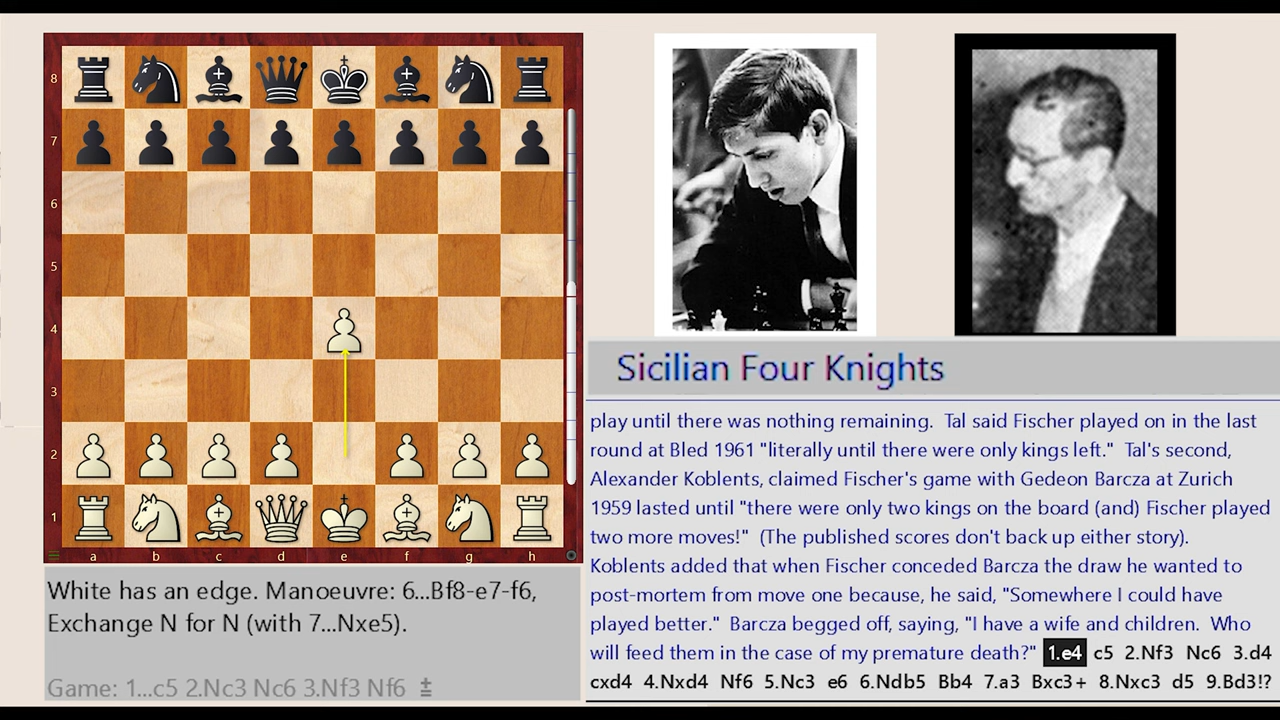 8
7
6
5
4
3
2
1
a b c d e f g h
White has an edge. Manoeuvre: 6...Bf8-e7-f6,
Exchange N for N (with 7...Nxe5).
Game: 1...c5 2.Nc3 Nc6 3.Nf3 Nf6 ⩲
Sicilian Four Knights
play until there was nothing remaining. Tal said Fischer played on in the last
round at Bled 1961 "literally until there were only kings left." Tal's second,
Alexander Koblents, claimed Fischer's game with Gedeon Barcza at Zurich
1959 lasted until "there were only two kings on the board (and) Fischer played
two more moves!" (The published scores don't back up either story).
Koblents added that when Fischer conceded Barcza the draw he wanted to
post-mortem from move one because, he said, "Somewhere I could have
played better." Barcza begged off, saying, "I have a wife and children. Who
will feed them in the case of my premature death?" 1.e4 c5 2.Nf3 Nc6 3.d4
cxd4 4.Nxd4 Nf6 5.Nc3 e6 6.Ndb5 Bb4 7.a3 Bxc3+ 8.Nxc3 d5 9.Bd3!?